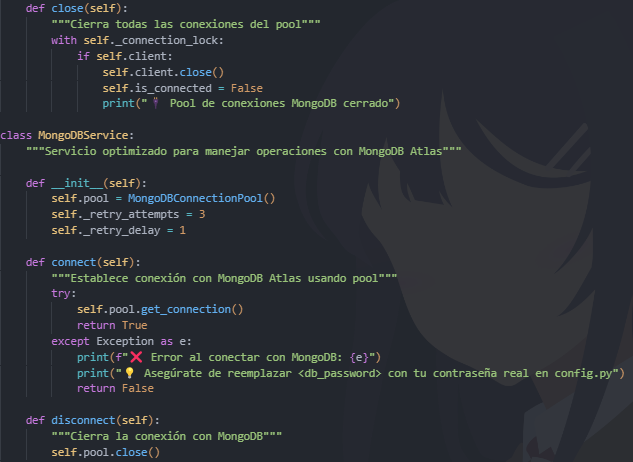 def close(self):
"""Cierra todas las conexiones del pool"""
with self._connection_lock:
if self.client:
self.client.close()
self.is_connected = False
print("🔌 Pool de conexiones MongoDB cerrado")
class MongoDBService:
"""Servicio optimizado para manejar operaciones con MongoDB Atlas"""
def __init__(self):
self.pool = MongoDBConnectionPool()
self._retry_attempts = 3
self._retry_delay = 1
def connect(self):
"""Establece conexión con MongoDB Atlas usando pool"""
try:
self.pool.get_connection()
return True
except Exception as e:
print(f"❌ Error al conectar con MongoDB: {e}")
print("💡 Asegúrate de reemplazar <db_password> con tu contraseña real en config.py")
return False
def disconnect(self):
"""Cierra la conexión con MongoDB"""
self.pool.close()